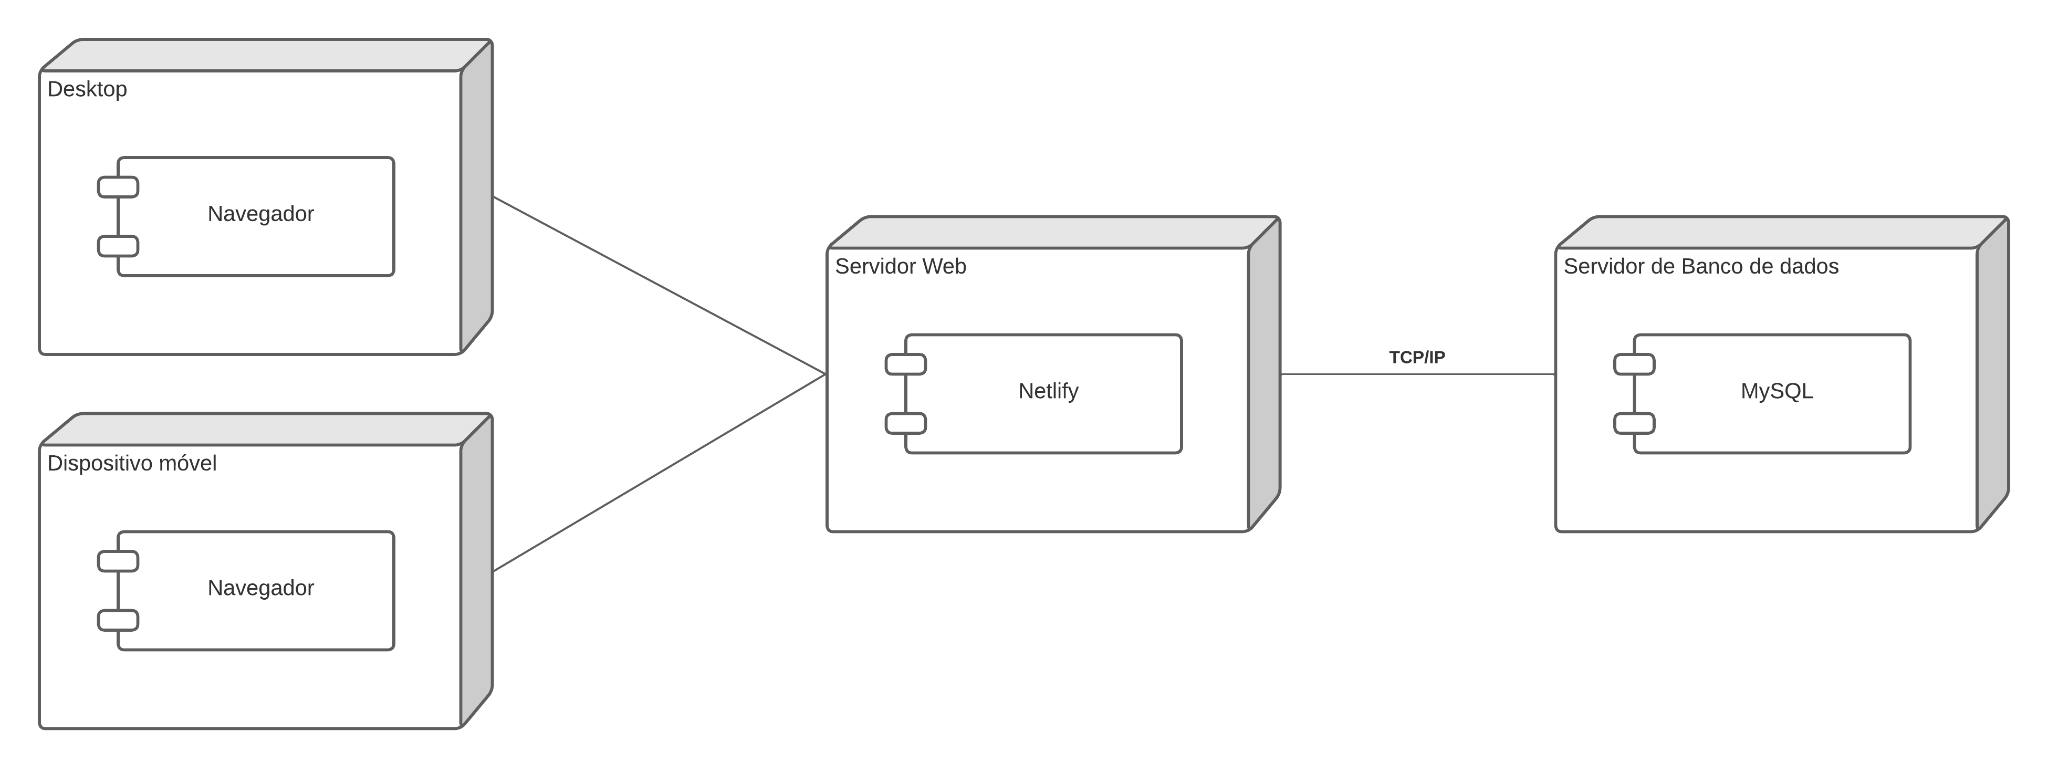 Desktop
Navegador
Dispositivo móvel
Navegador
Servidor Web
Netlify
TCP/IP
Servidor de Banco de dados
MySQL